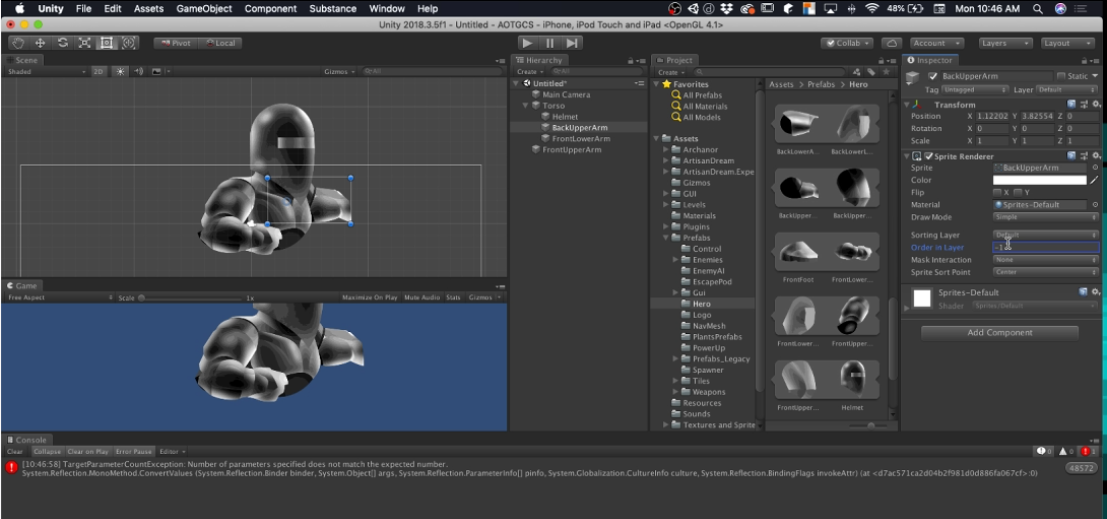 Unity File Edit Assets GameObject Component Substance Window Help
48% Mon 10:46 AM
Unity 2018.3.5f1 - Untitled - AOTGCS - iPhone, iPod Touch and iPad <OpenGL 4.1>
Pivot Local
Collab Account Layers Layout
Scene
Shaded 2D Gizmos All
Hierarchy
Create All
Untitled*
Main Camera
Torso
Helmet
BackUpperArm
FrontLowerArm
FrontUpperArm
Project
Create
Favorites
All Prefabs
All Materials
All Models
Assets
Archanor
ArtisanDream
ArtisanDream.Expe
Gizmos
GUI
Levels
Materials
Plugins
Prefabs
Control
Enemies
EnemyAI
EscapePod
Gui
Hero
Logo
NavMesh
PlantsPrefabs
PowerUp
Prefabs_Legacy
Spawner
Tiles
Weapons
Resources
Sounds
Textures and Sprite
Assets > Prefabs > Hero
BackLowerA... BackLowerL...
BackUpper... BackUpper...
FrontFoot FrontLower...
FrontLower... FrontUpper...
FrontUpper... Helmet
Inspector
BackUpperArm Static
Tag Untagged Layer Default
Transform
Position X 1.12202 Y 3.82554 Z 0
Rotation X 0 Y 0 Z 0
Scale X 1 Y 1 Z 1
Sprite Renderer
Sprite BackUpperArm
Color
Flip X Y
Material Sprites-Default
Draw Mode Simple
Sorting Layer Default
Order in Layer -1
Mask Interaction None
Sprite Sort Point Center
Sprites-Default
Shader Sprites/Default
Add Component
Game
Free Aspect Scale 1x Maximize On Play Mute Audio Stats Gizmos
Console
Clear Collapse Clear on Play Error Pause Editor
0 0 1
[10:46:58] TargetParameterCountException: Number of parameters specified does not match the expected number.
System.Reflection.MonoMethod.ConvertValues (System.Reflection.Binder binder, System.Object[] args, System.Reflection.ParameterInfo[] pinfo, System.Globalization.CultureInfo culture, System.Reflection.BindingFlags invokeAttr) (at <d7ac571ca2d04b2f981d0d886fa067cf>:0)
48572